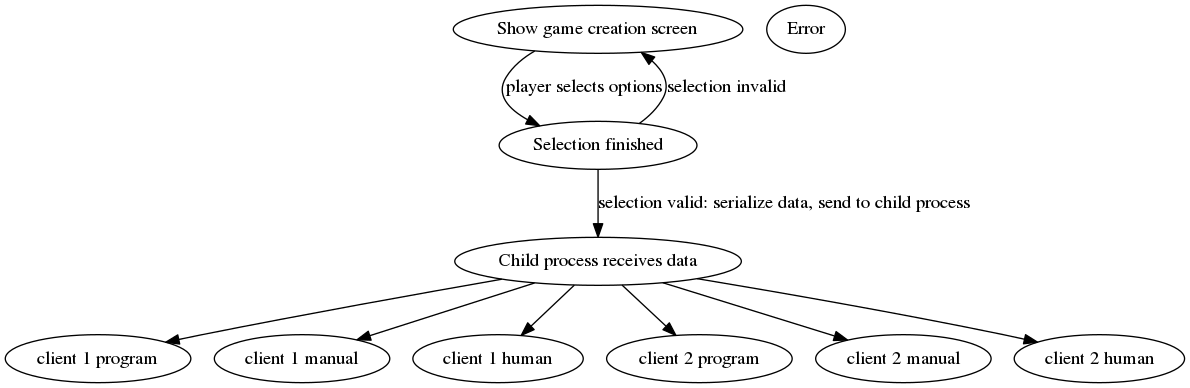 Show game creation screen
Error
player selects options
selection invalid
Selection finished
selection valid: serialize data, send to child process
Child process receives data
client 1 program
client 1 manual
client 1 human
client 2 program
client 2 manual
client 2 human